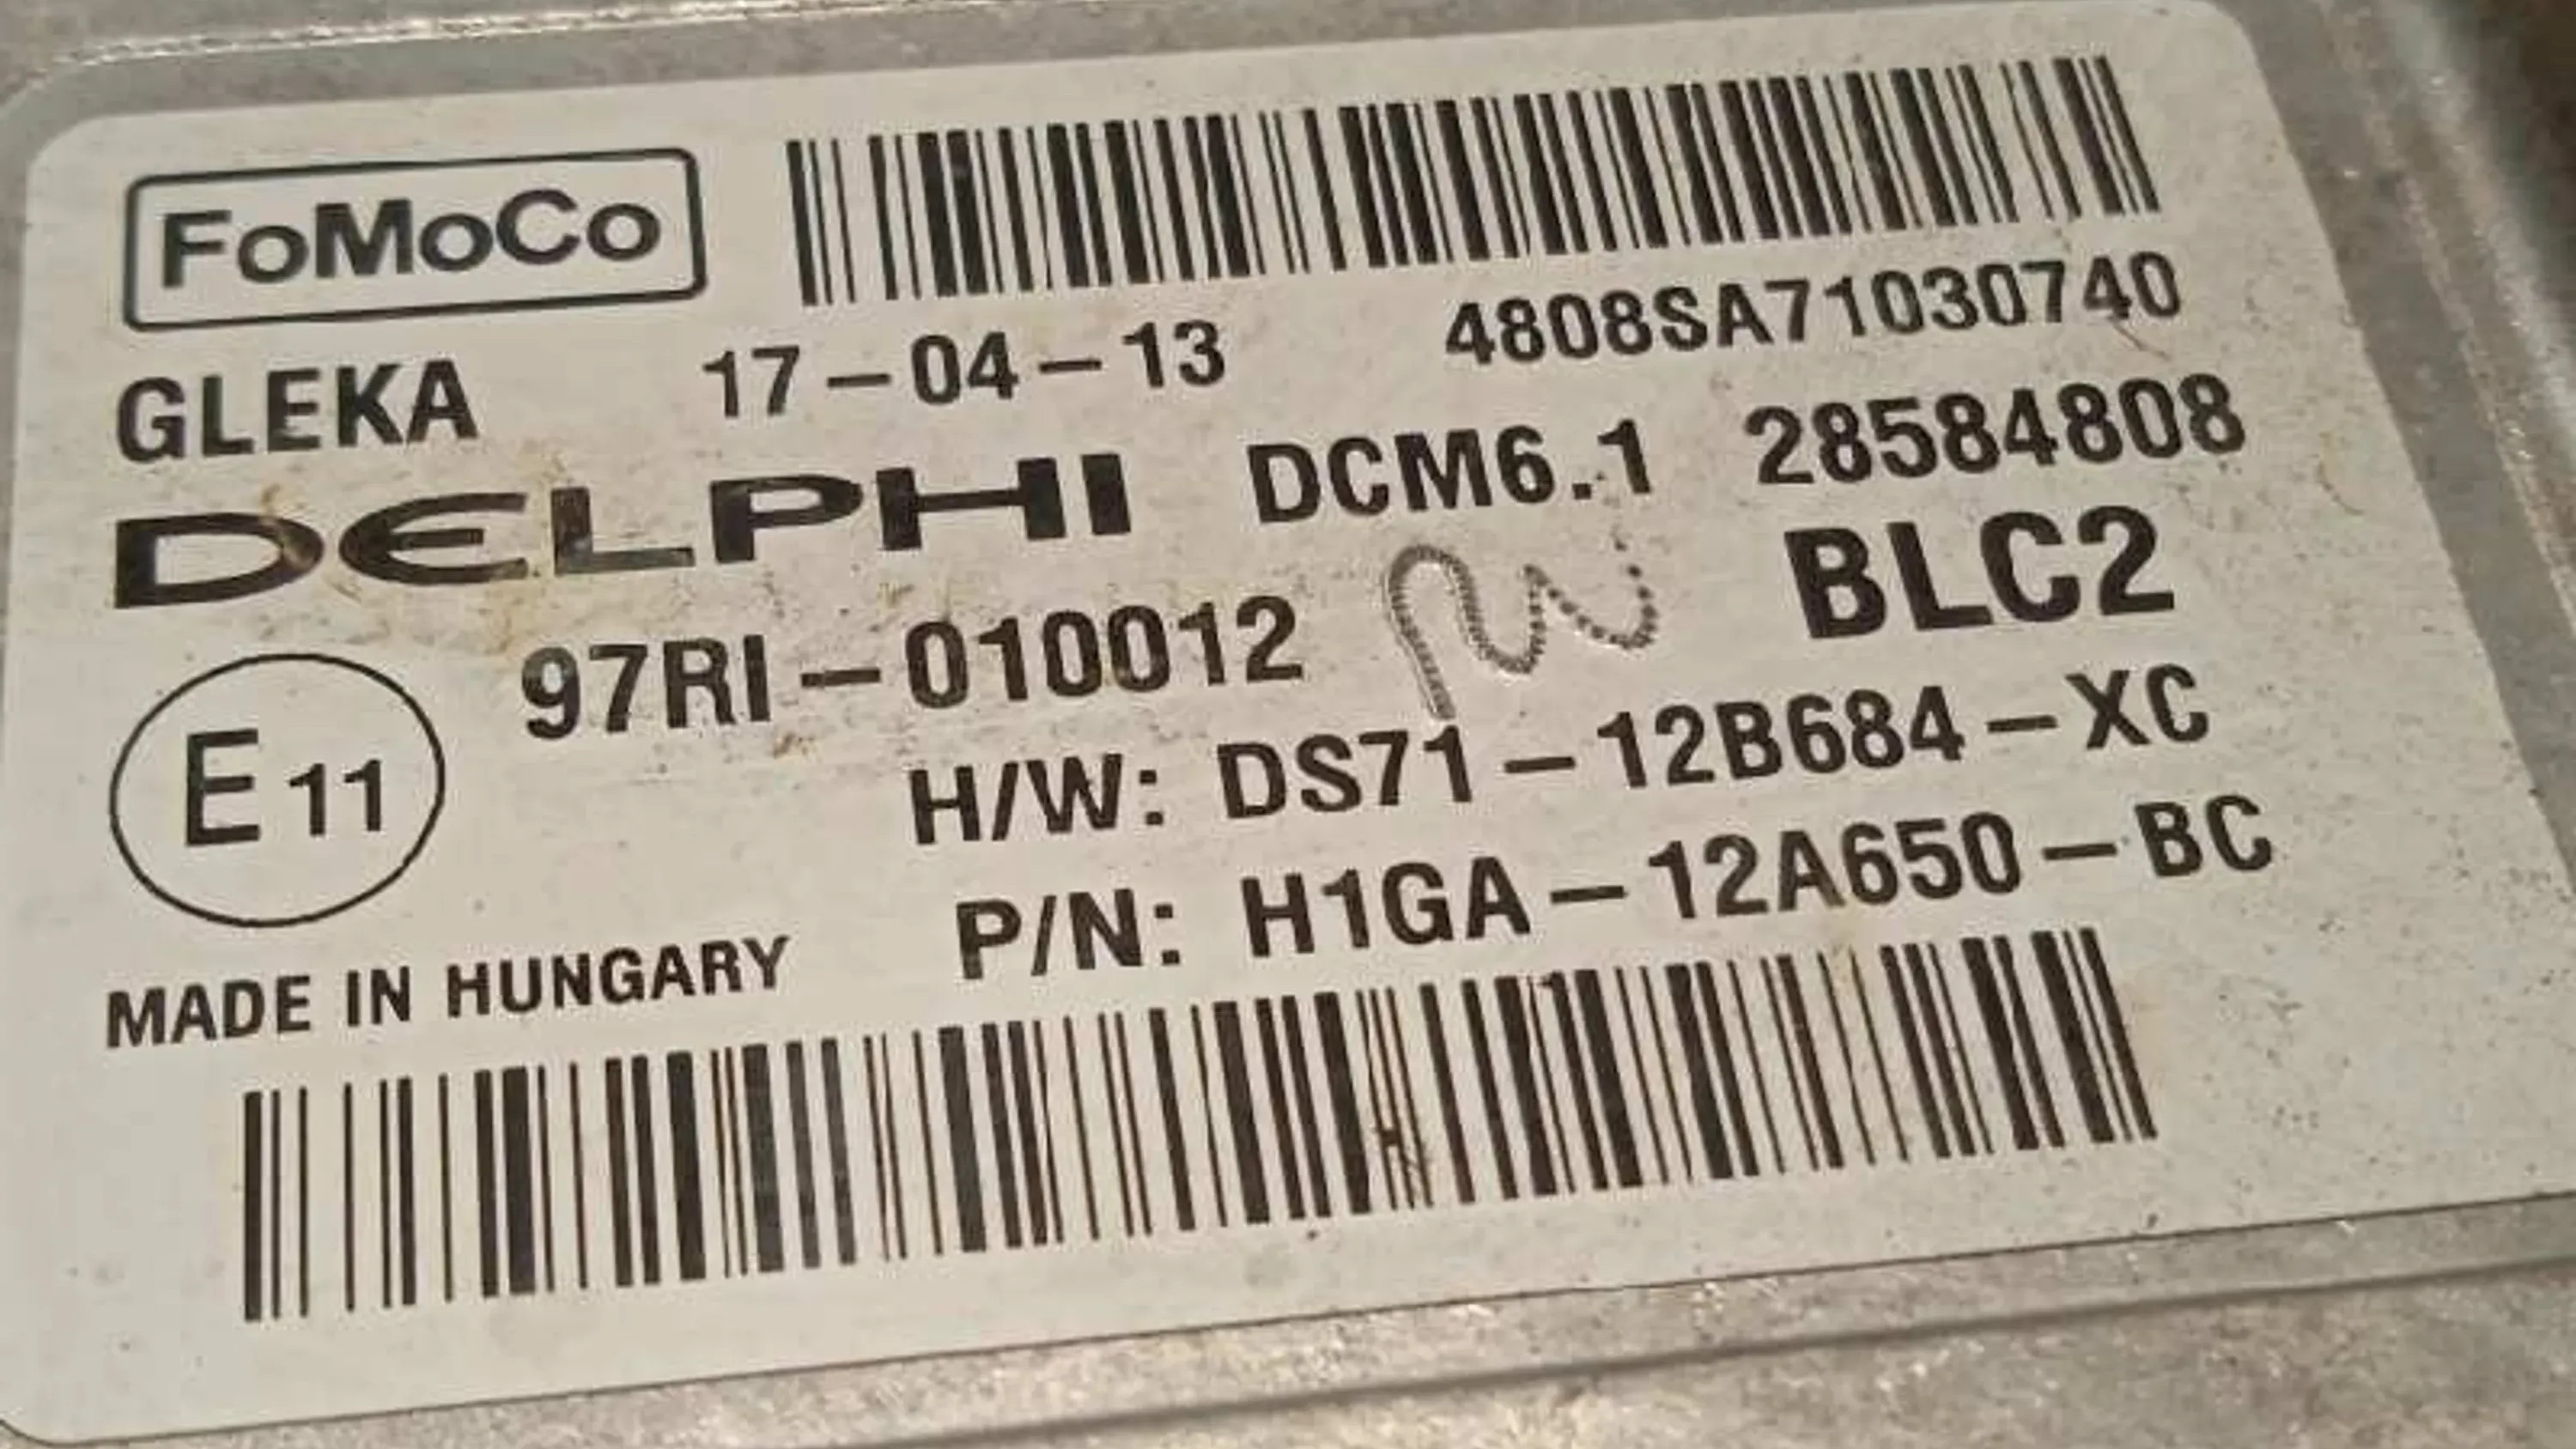 FoMoCo
4808SA71030740
GLEKA 17-04-13
DELPHI DCM6.1 28584808
97RI-010012 BLC2
E 11
H/W: DS71-12B684-XC
P/N: H1GA-12A650-BC
MADE IN HUNGARY